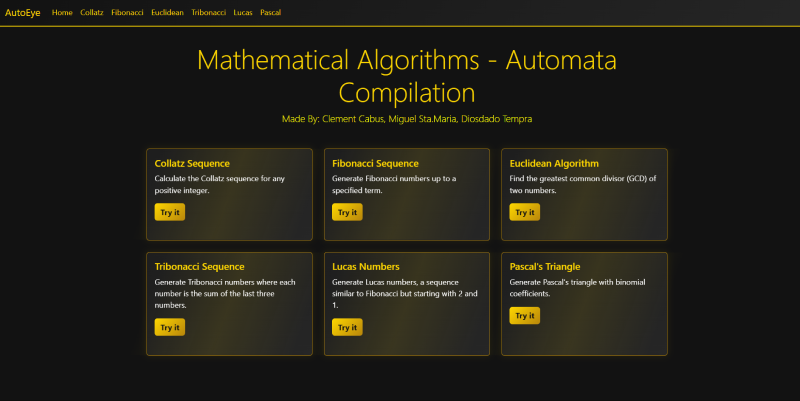 AutoEye Home Collatz Fibonacci Euclidean Tribonacci Lucas Pascal
Mathematical Algorithms - Automata
Compilation
Made By: Clement Cabus, Miguel Sta.Maria, Diosdado Tempra
Collatz Sequence
Calculate the Collatz sequence for any
positive integer.
Try it
Fibonacci Sequence
Generate Fibonacci numbers up to a
specified term.
Try it
Euclidean Algorithm
Find the greatest common divisor (GCD) of
two numbers.
Try it
Tribonacci Sequence
Generate Tribonacci numbers where each
number is the sum of the last three
numbers.
Try it
Lucas Numbers
Generate Lucas numbers, a sequence
similar to Fibonacci but starting with 2 and
1.
Try it
Pascal's Triangle
Generate Pascal's triangle with binomial
coefficients.
Try it